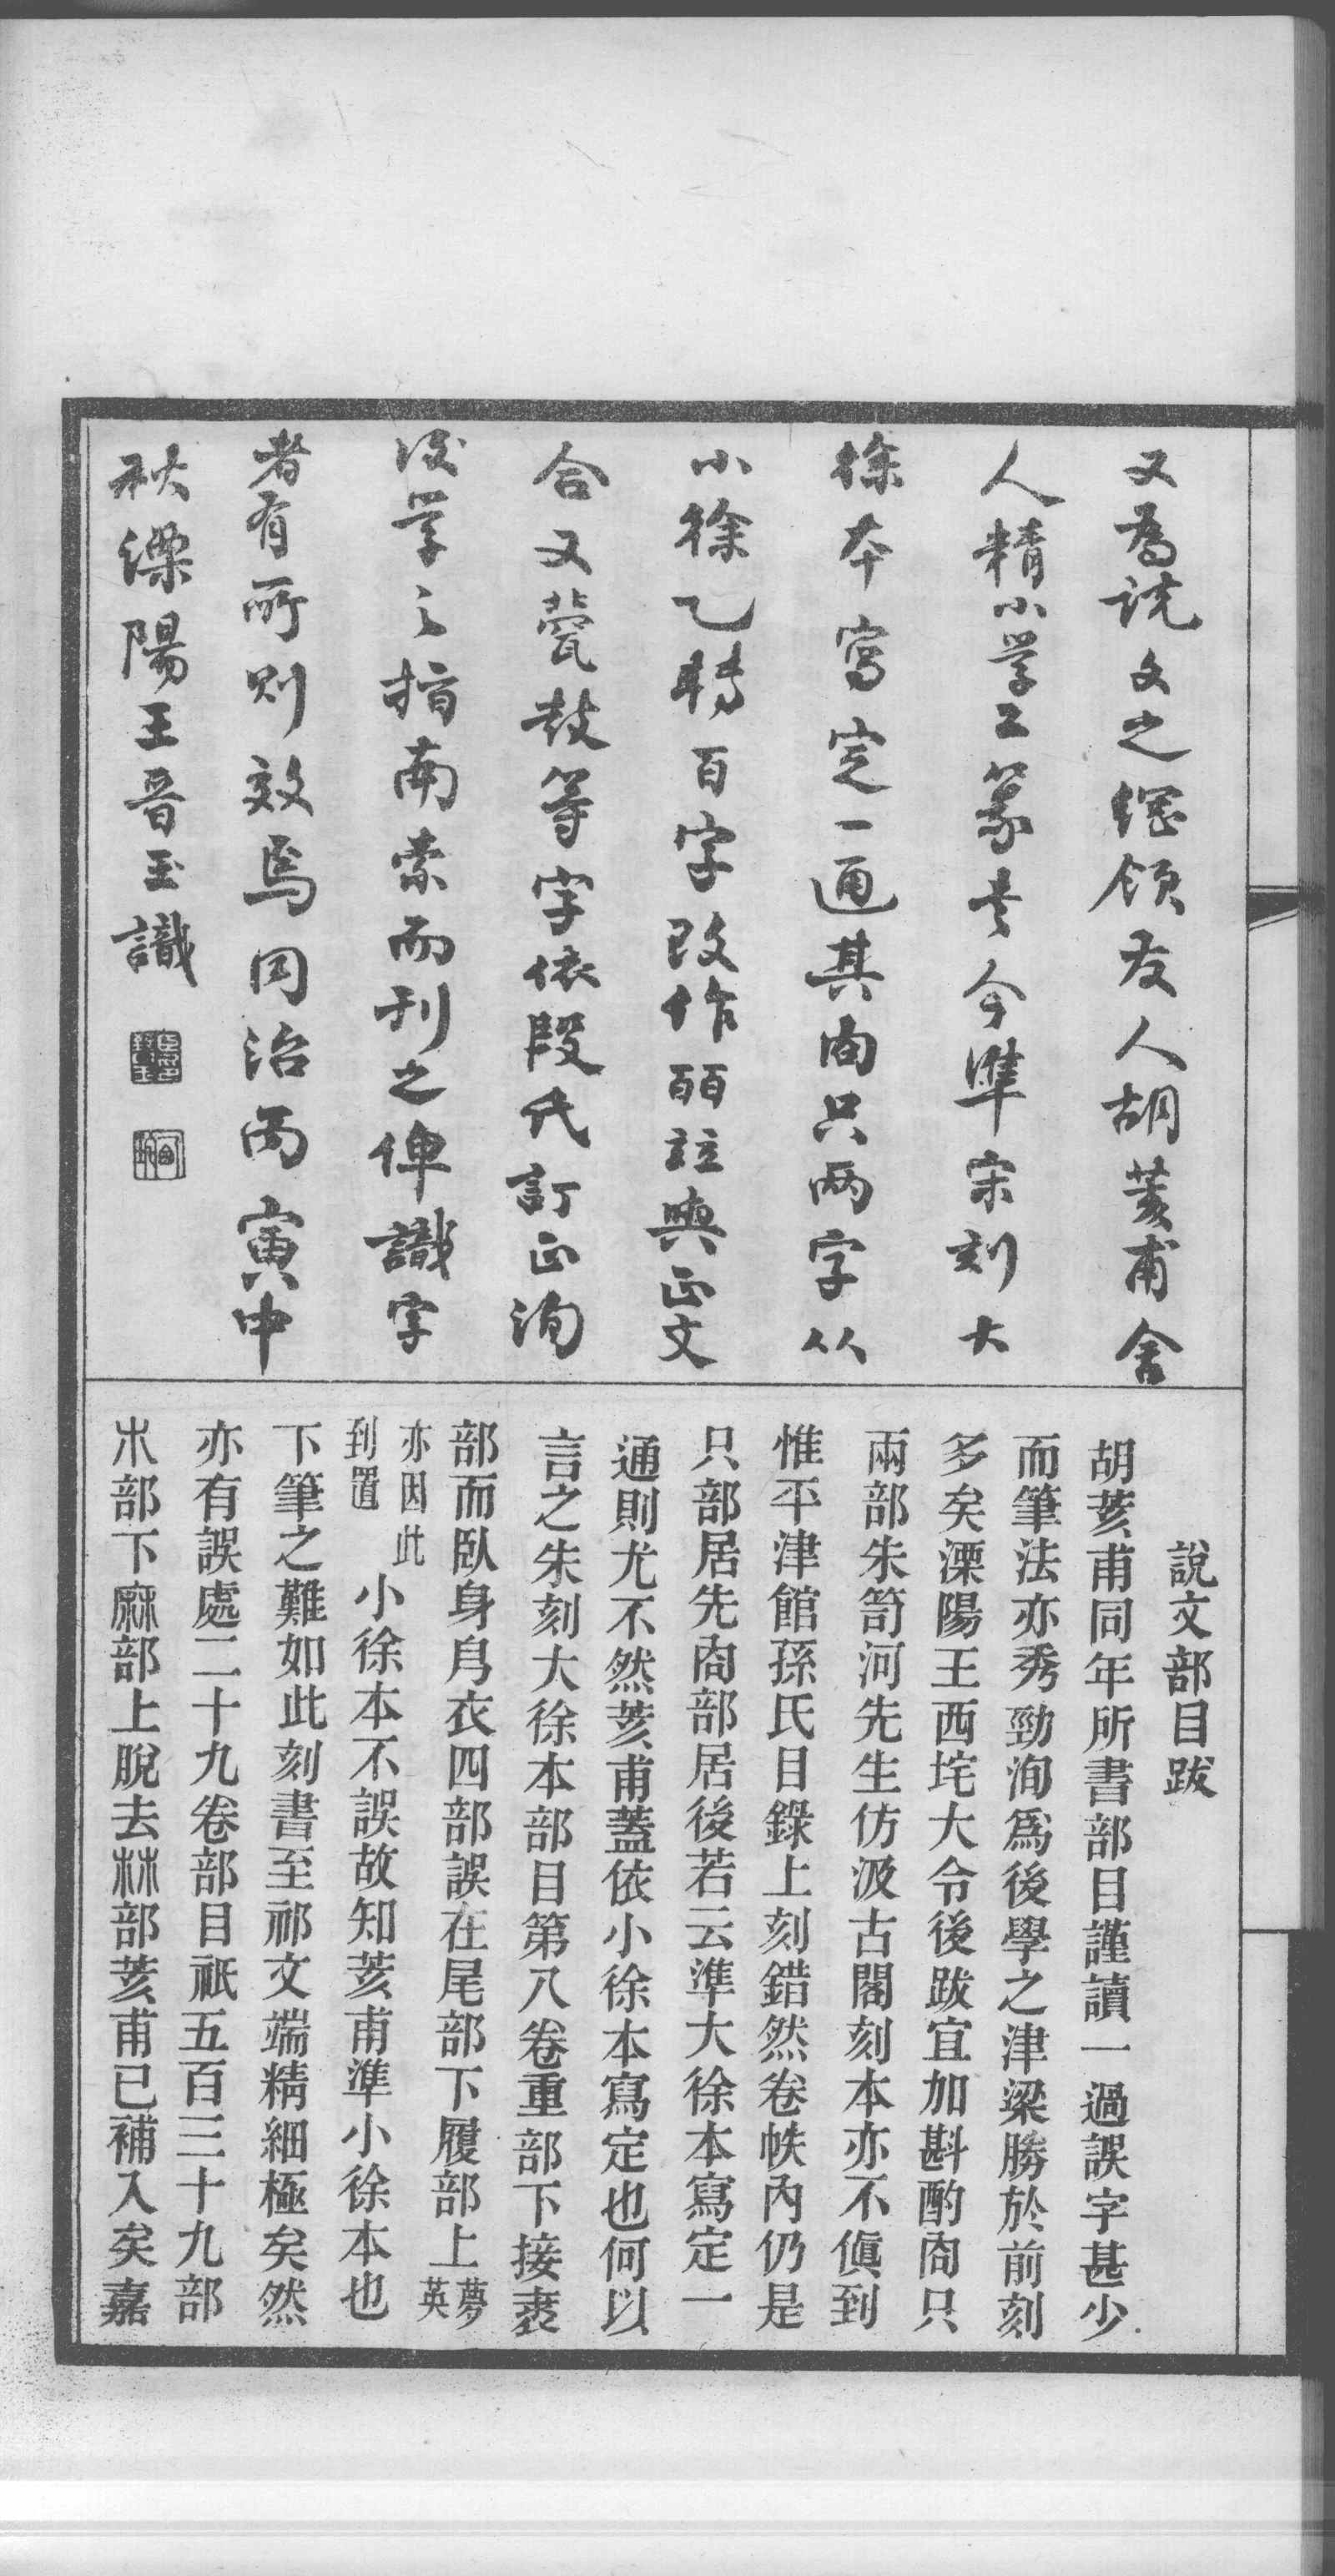 又為説文之綱領友人胡荄甫舍
人精小学工篆書今準宋刻大
徐本寫定一通其㕯只两字从
小徐乙轉百字改作𦣻註與正文
合又㼱鼓等字依段氏訂正洵
後学之指南索而刊之俾識字
者有所則效焉同治丙寅中
秋溧陽王晉玉識
說文部目跋
胡荄甫同年所書部目謹讀一過誤字甚少
而筆法亦秀勁洵爲後學之津梁勝於前刻
多矣溧陽王西垞大令後跋宜加斟酌㕯只
兩部朱笥河先生仿汲古閣刻本亦不傎到
惟平津館孫氏目錄上刻錯然卷帙內仍是
只部居先㕯部居後若云準大徐本寫定一
通則尤不然荄甫蓋依小徐本寫定也何以
言之朱刻大徐本部目第八卷重部下接裘
部而臥身㐆衣四部誤在尾部下履部上夢
英
亦因此
到置
小徐本不誤故知荄甫準小徐本也
下筆之難如此刻書至祁文端精細極矣然
亦有誤處二十九卷部目祇五百三十九部
𣎳部下麻部上脫去𣏟部荄甫已補入矣嘉